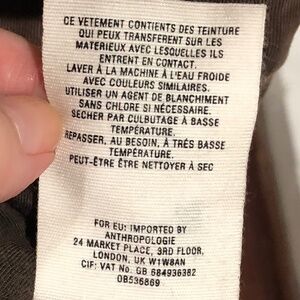 CE VETEMENT CONTIENTS DES TEINTURE
QUI PEUX TRANSFERENT SUR LES
MATERIEUX AVEC LESQUELLES ILS
ENTRENT EN CONTACT.
LAVER À LA MACHINE À L'EAU FROIDE
AVEC DE COULEURS SIMILAIRES.
UTILISER UN AGENT DE BLANCHIMENT
SANS CHLORE SI NÉCESSAIRE.
SECHER PAR CULBUTAGE À BASSE
TEMPÉRATURE.
REPASSER, AU BESOIN, À TRÈS BASSE
TEMPÉRATURE.
PEUT-ÊTRE ÊTRE NETTOYER À SEC
FOR EU: IMPORTED BY
ANTHROPOLOGIE
24 MARKET PLACE, 3RD FLOOR,
LONDON, UK W1W8AN
CIF: VAT No. GB 684936382
OB536869